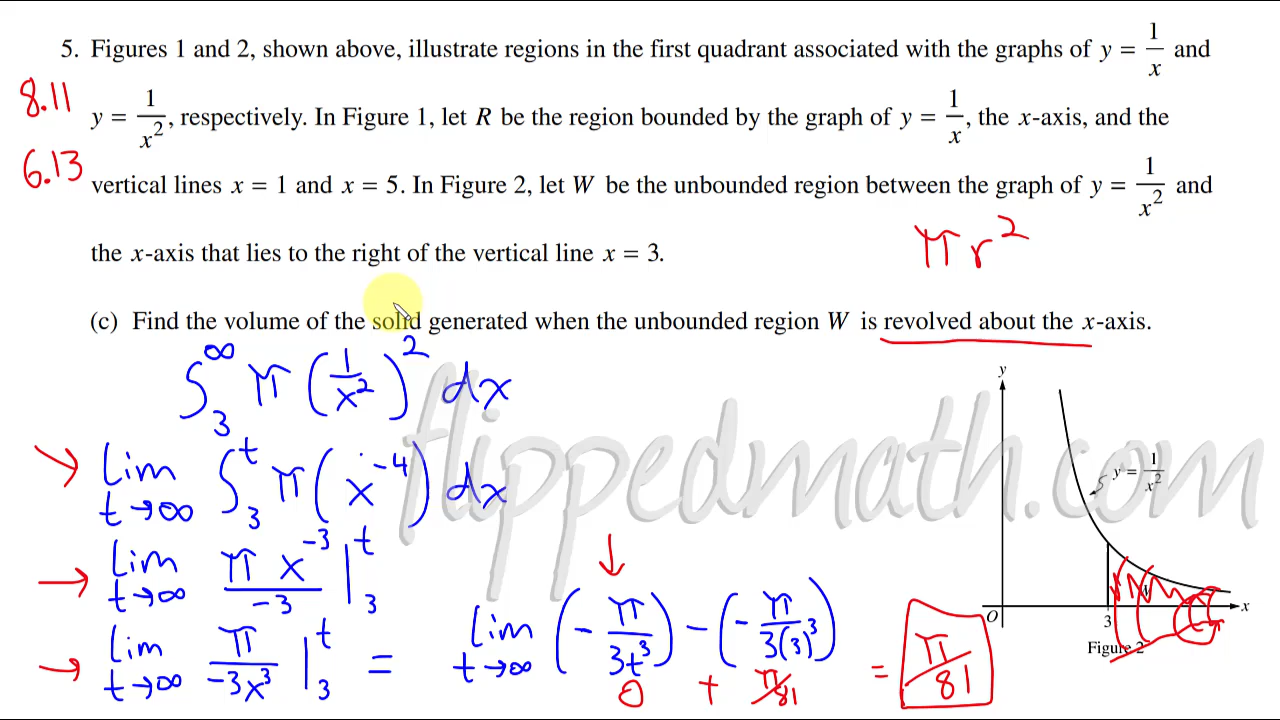 5. Figures 1 and 2, shown above, illustrate regions in the first quadrant associated with the graphs of y = 1/x and
8.11
y = 1/x², respectively. In Figure 1, let R be the region bounded by the graph of y = 1/x, the x-axis, and the
6.13
vertical lines x = 1 and x = 5. In Figure 2, let W be the unbounded region between the graph of y = 1/x² and
the x-axis that lies to the right of the vertical line x = 3.
πr²
(c) Find the volume of the solid generated when the unbounded region W is revolved about the x-axis.
∫₃^∞ π(1/x²)² dx
→ lim t→∞ ∫₃^t π(x⁻⁴) dx
→ lim t→∞ πx⁻³/-3 |₃^t
→ lim t→∞ π/-3x³ |₃^t = lim t→∞ (-π/3t³) - (-π/3(3)³) = π/81
↓
0 + π/81
flippedmath.com
y
y = 1/x²
O
3
x
Figure 2